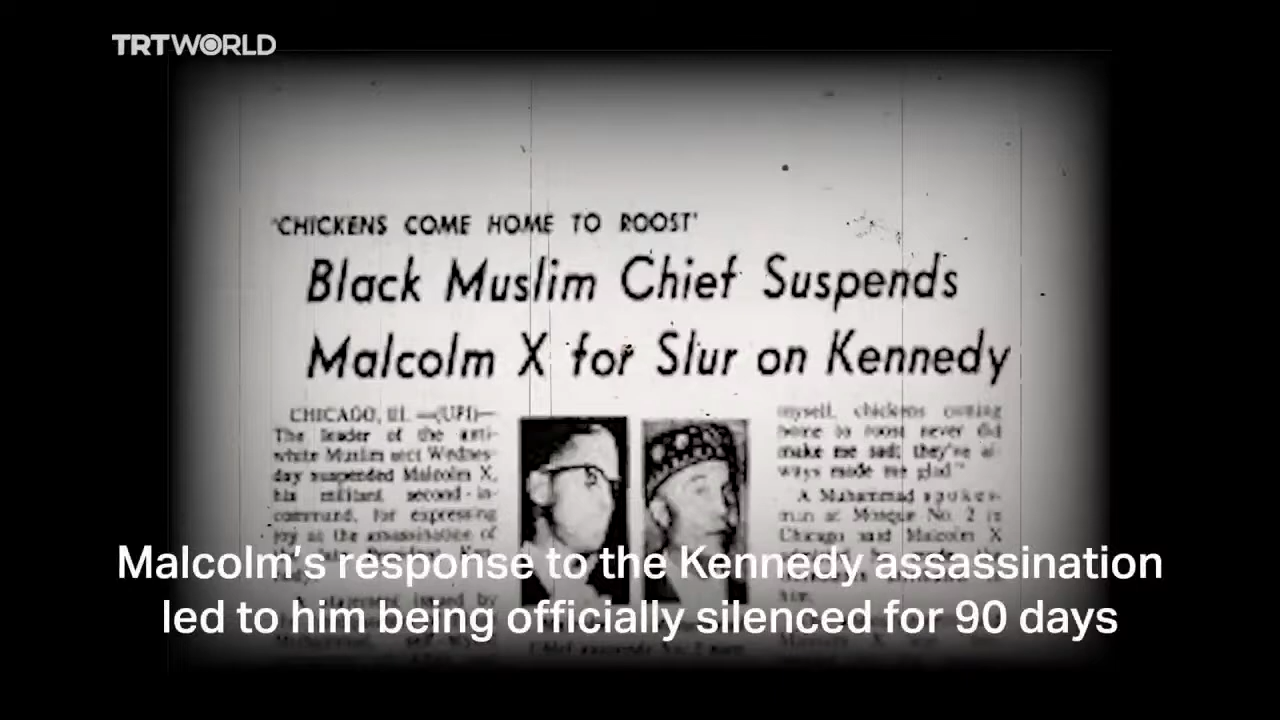 TRTWORLD
'CHICKENS COME HOME TO ROOST'
Black Muslim Chief Suspends
Malcolm X for Slur on Kennedy
CHICAGO, Ill. —(UPI)—
The leader of the anti-
white Muslim sect Wednes-
day suspended Malcolm X,
his militant second-in-
command, for expressing
joy at the assassination of
myself, chickens coming
home to roost never did
make me sad; they've al-
ways made me glad"
A Muhammad spokes-
man at Mosque No. 2 in
Chicago said Malcolm X
him.
Malcolm's response to the Kennedy assassination
led to him being officially silenced for 90 days